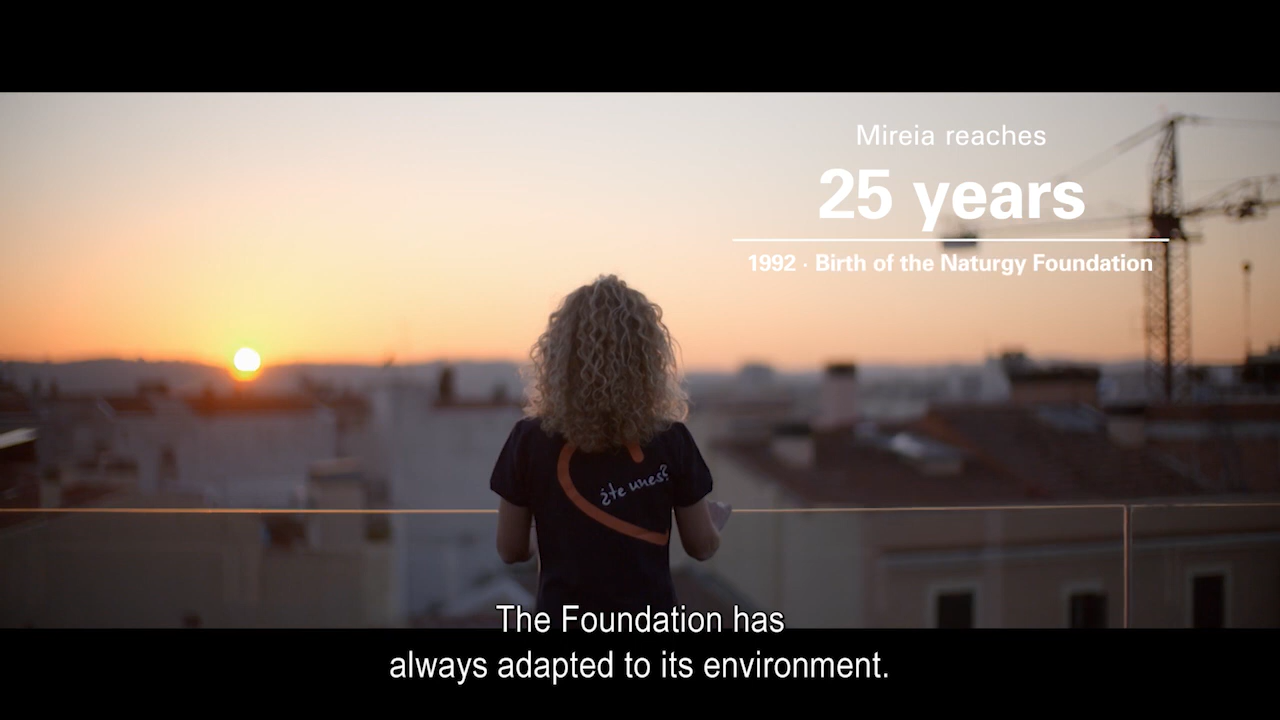 Mireia reaches
25 years
1992 · Birth of the Naturgy Foundation
¿te unes?
The Foundation has
always adapted to its environment.